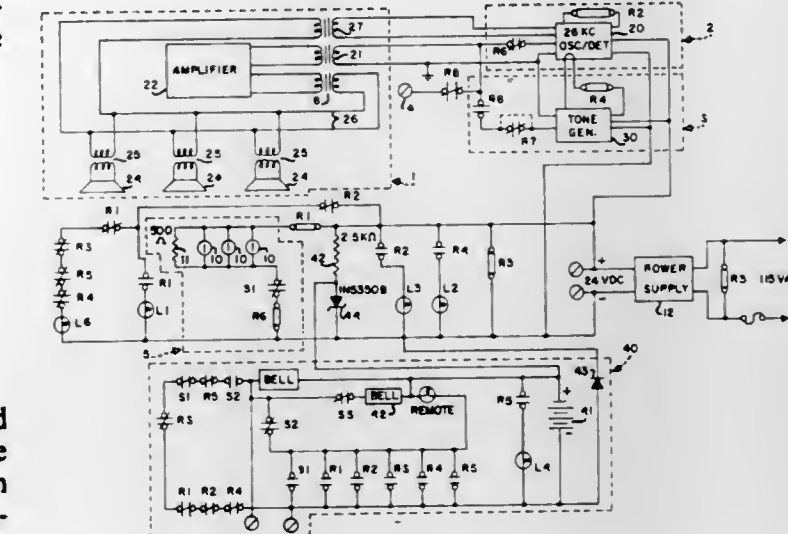 27
21
6
26
AMPLIFIER
22
25
25
25
24
24
24
1
R2
26 KC
OSC/DET
20
2
R6
R8
R8
R4
TONE
GEN.
30
3
R7
R1
R2
R3
R5
R4
L6
R1
L1
500
Ω
11
10
10
10
S1
R6
5
R1
2.5KΩ
42
IN5350B
44
R2
L3
R4
L2
R3
+
24 VDC
-
POWER
SUPPLY
12
R3
40
BELL
S1
R5
S2
R3
S2
S3
BELL
42
REMOTE
S1
R1
R2
R3
R4
R5
R5
L4
+
41
-
43
R1
R2
R4
d
e
n
-